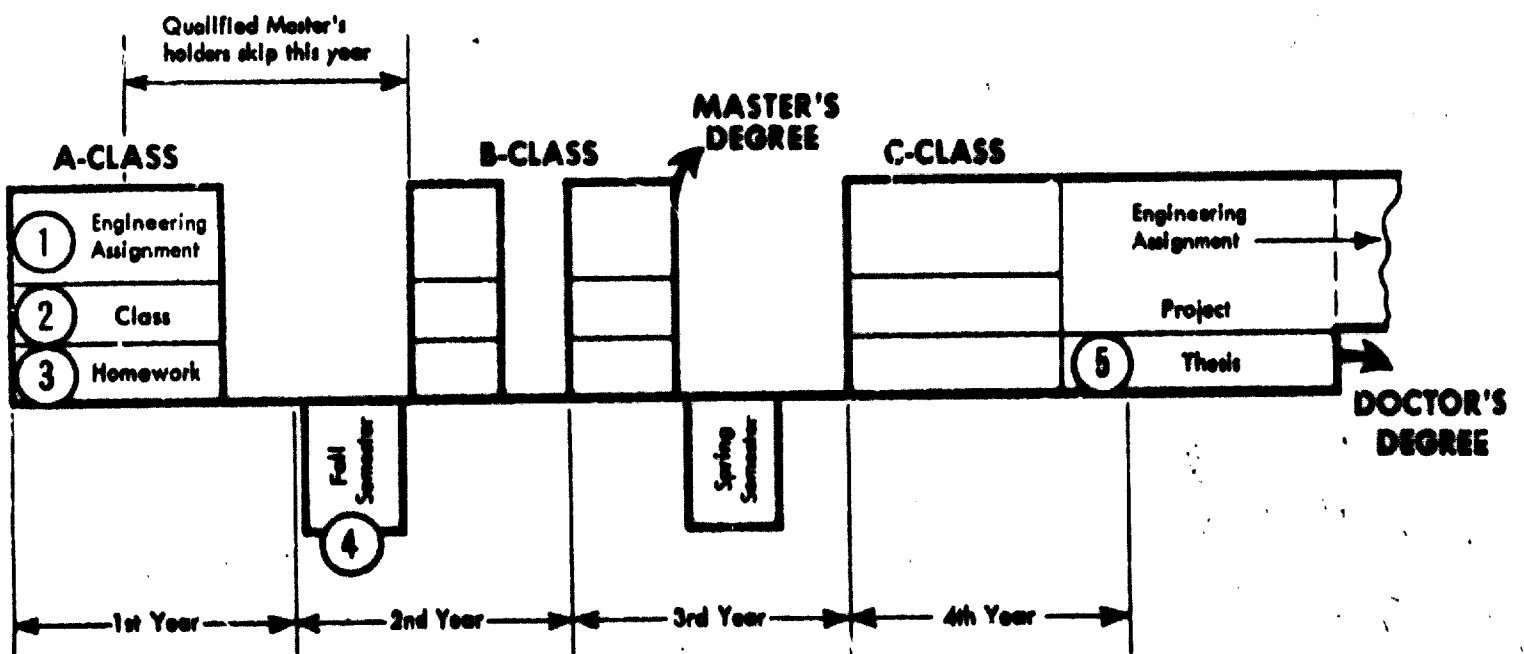 Qualified Master's
holders skip this year
A-CLASS
B-CLASS
MASTER'S
DEGREE
C-CLASS
1 Engineering
Assignment
2 Class
3 Homework
Engineering
Assignment
Project
5 Thesis
DOCTOR'S
DEGREE
Fall
Semester
4
Spring
Semester
1st Year
2nd Year
3rd Year
4th Year